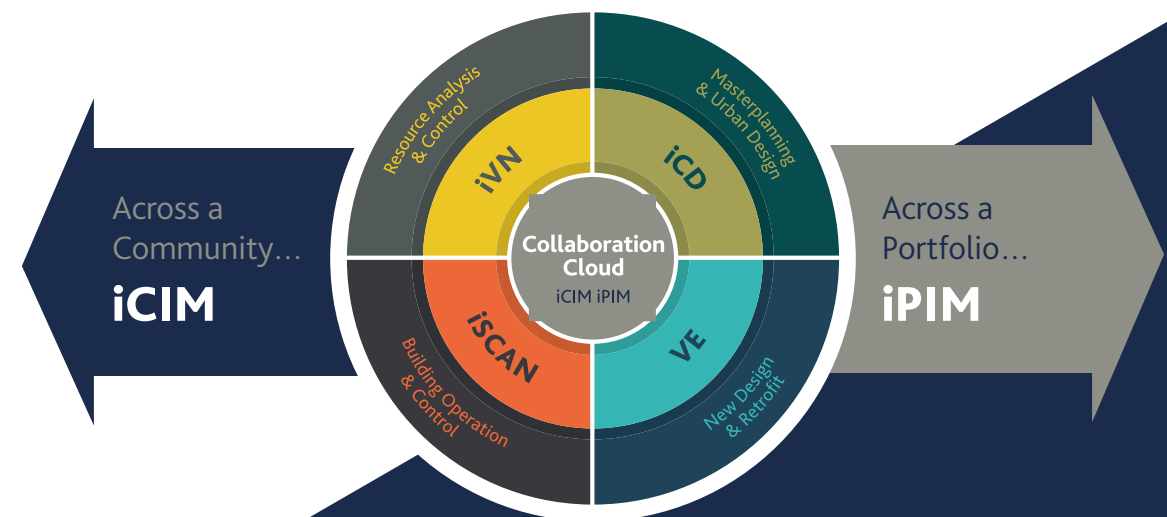 Across a
Community...
iCIM
Resource Analysis
& Control
iVN
Masterplanning
& Urban Design
iCD
Collaboration
Cloud
iCIM iPIM
iSCAN
Building Operation
& Control
VE
New Design
& Retrofit
Across a
Portfolio...
iPIM